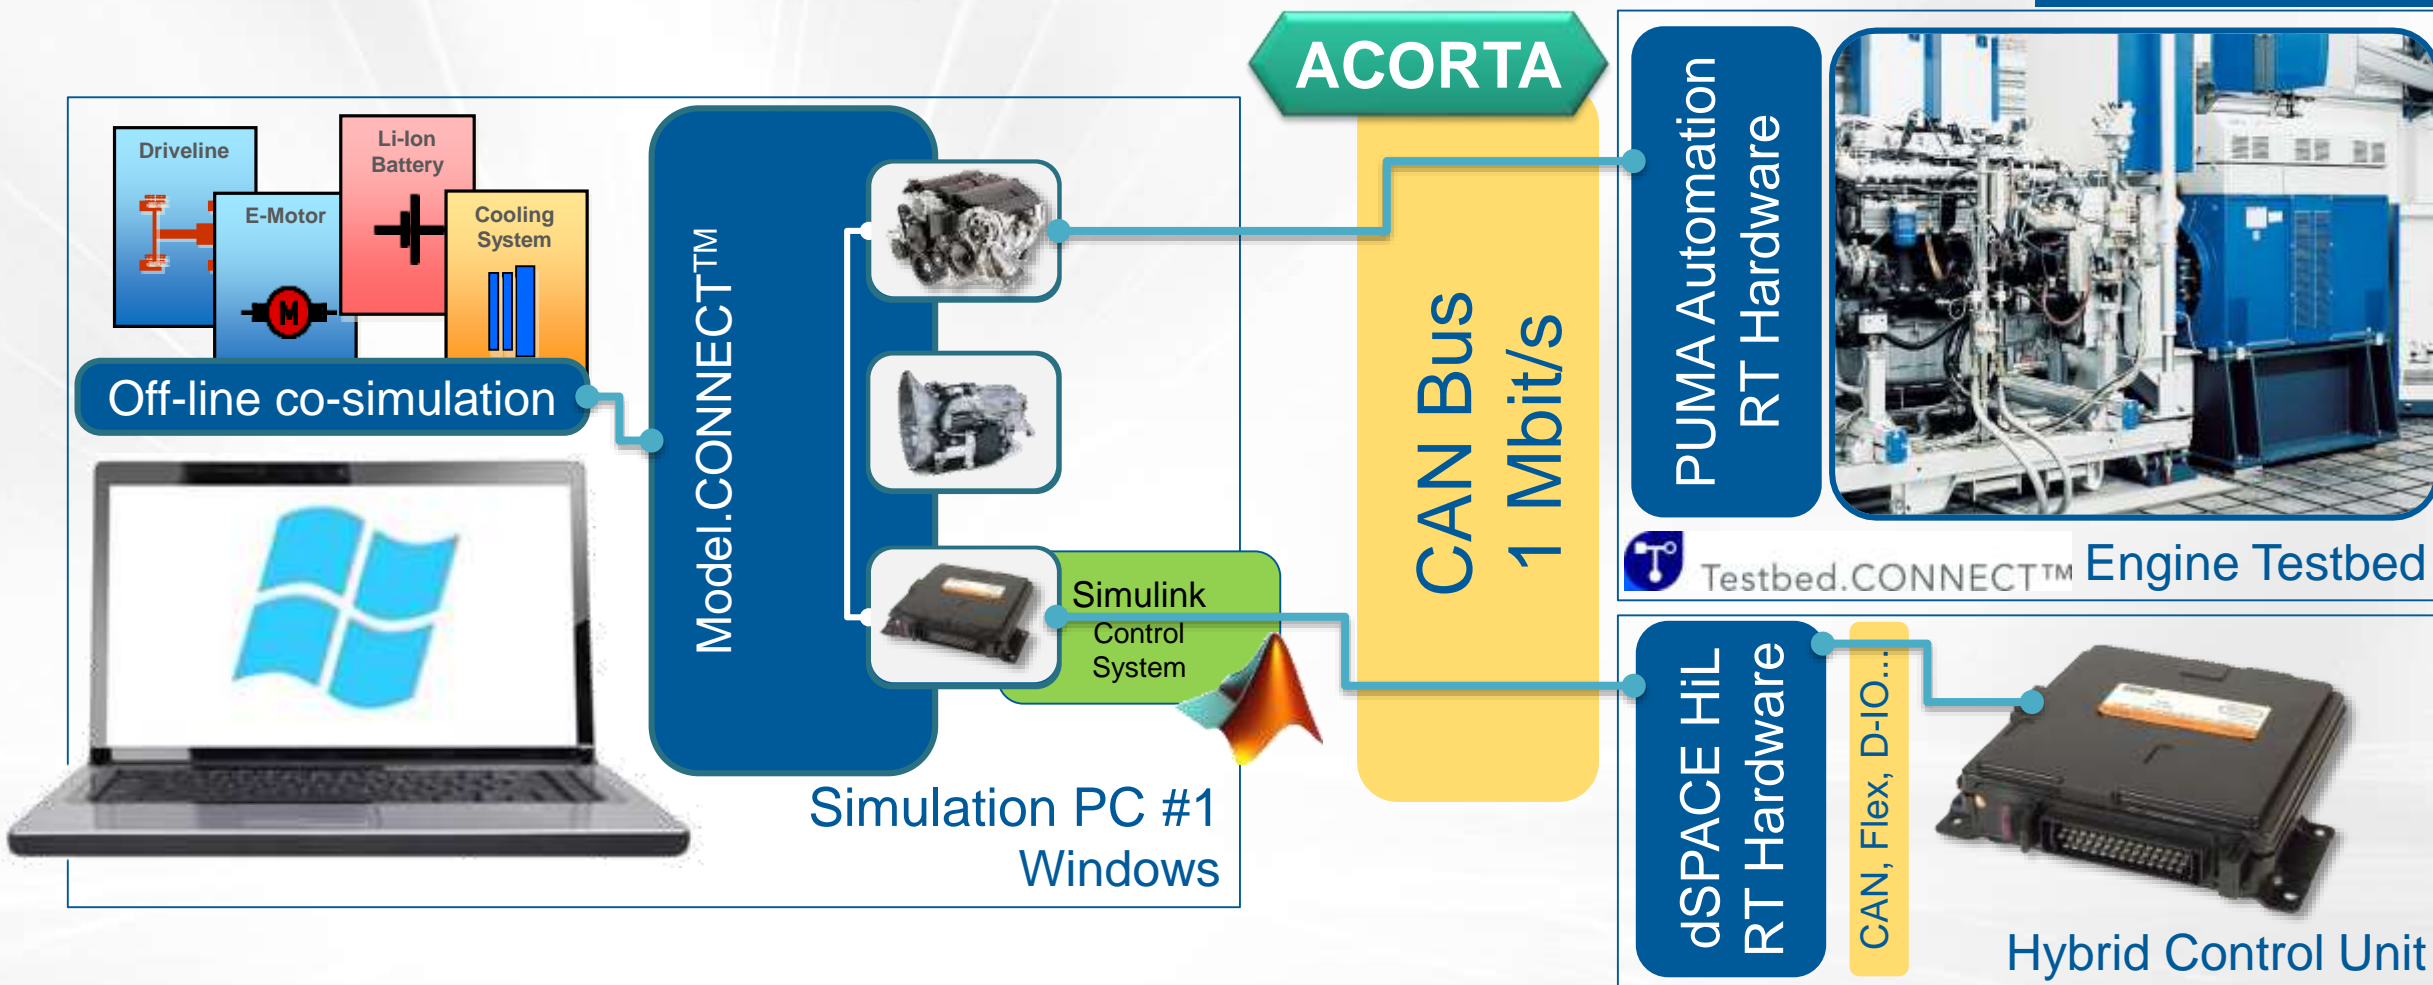 ACORTA
Driveline
E-Motor
Li-Ion
Battery
Cooling
System
M
Off-line co-simulation
Model.CONNECT™
Simulink
Control
System
Simulation PC #1
Windows
CAN Bus
1 Mbit/s
PUMA Automation
RT Hardware
Testbed.CONNECT™
Engine Testbed
dSPACE HiL
RT Hardware
CAN, Flex, D-IO...
Hybrid Control Unit